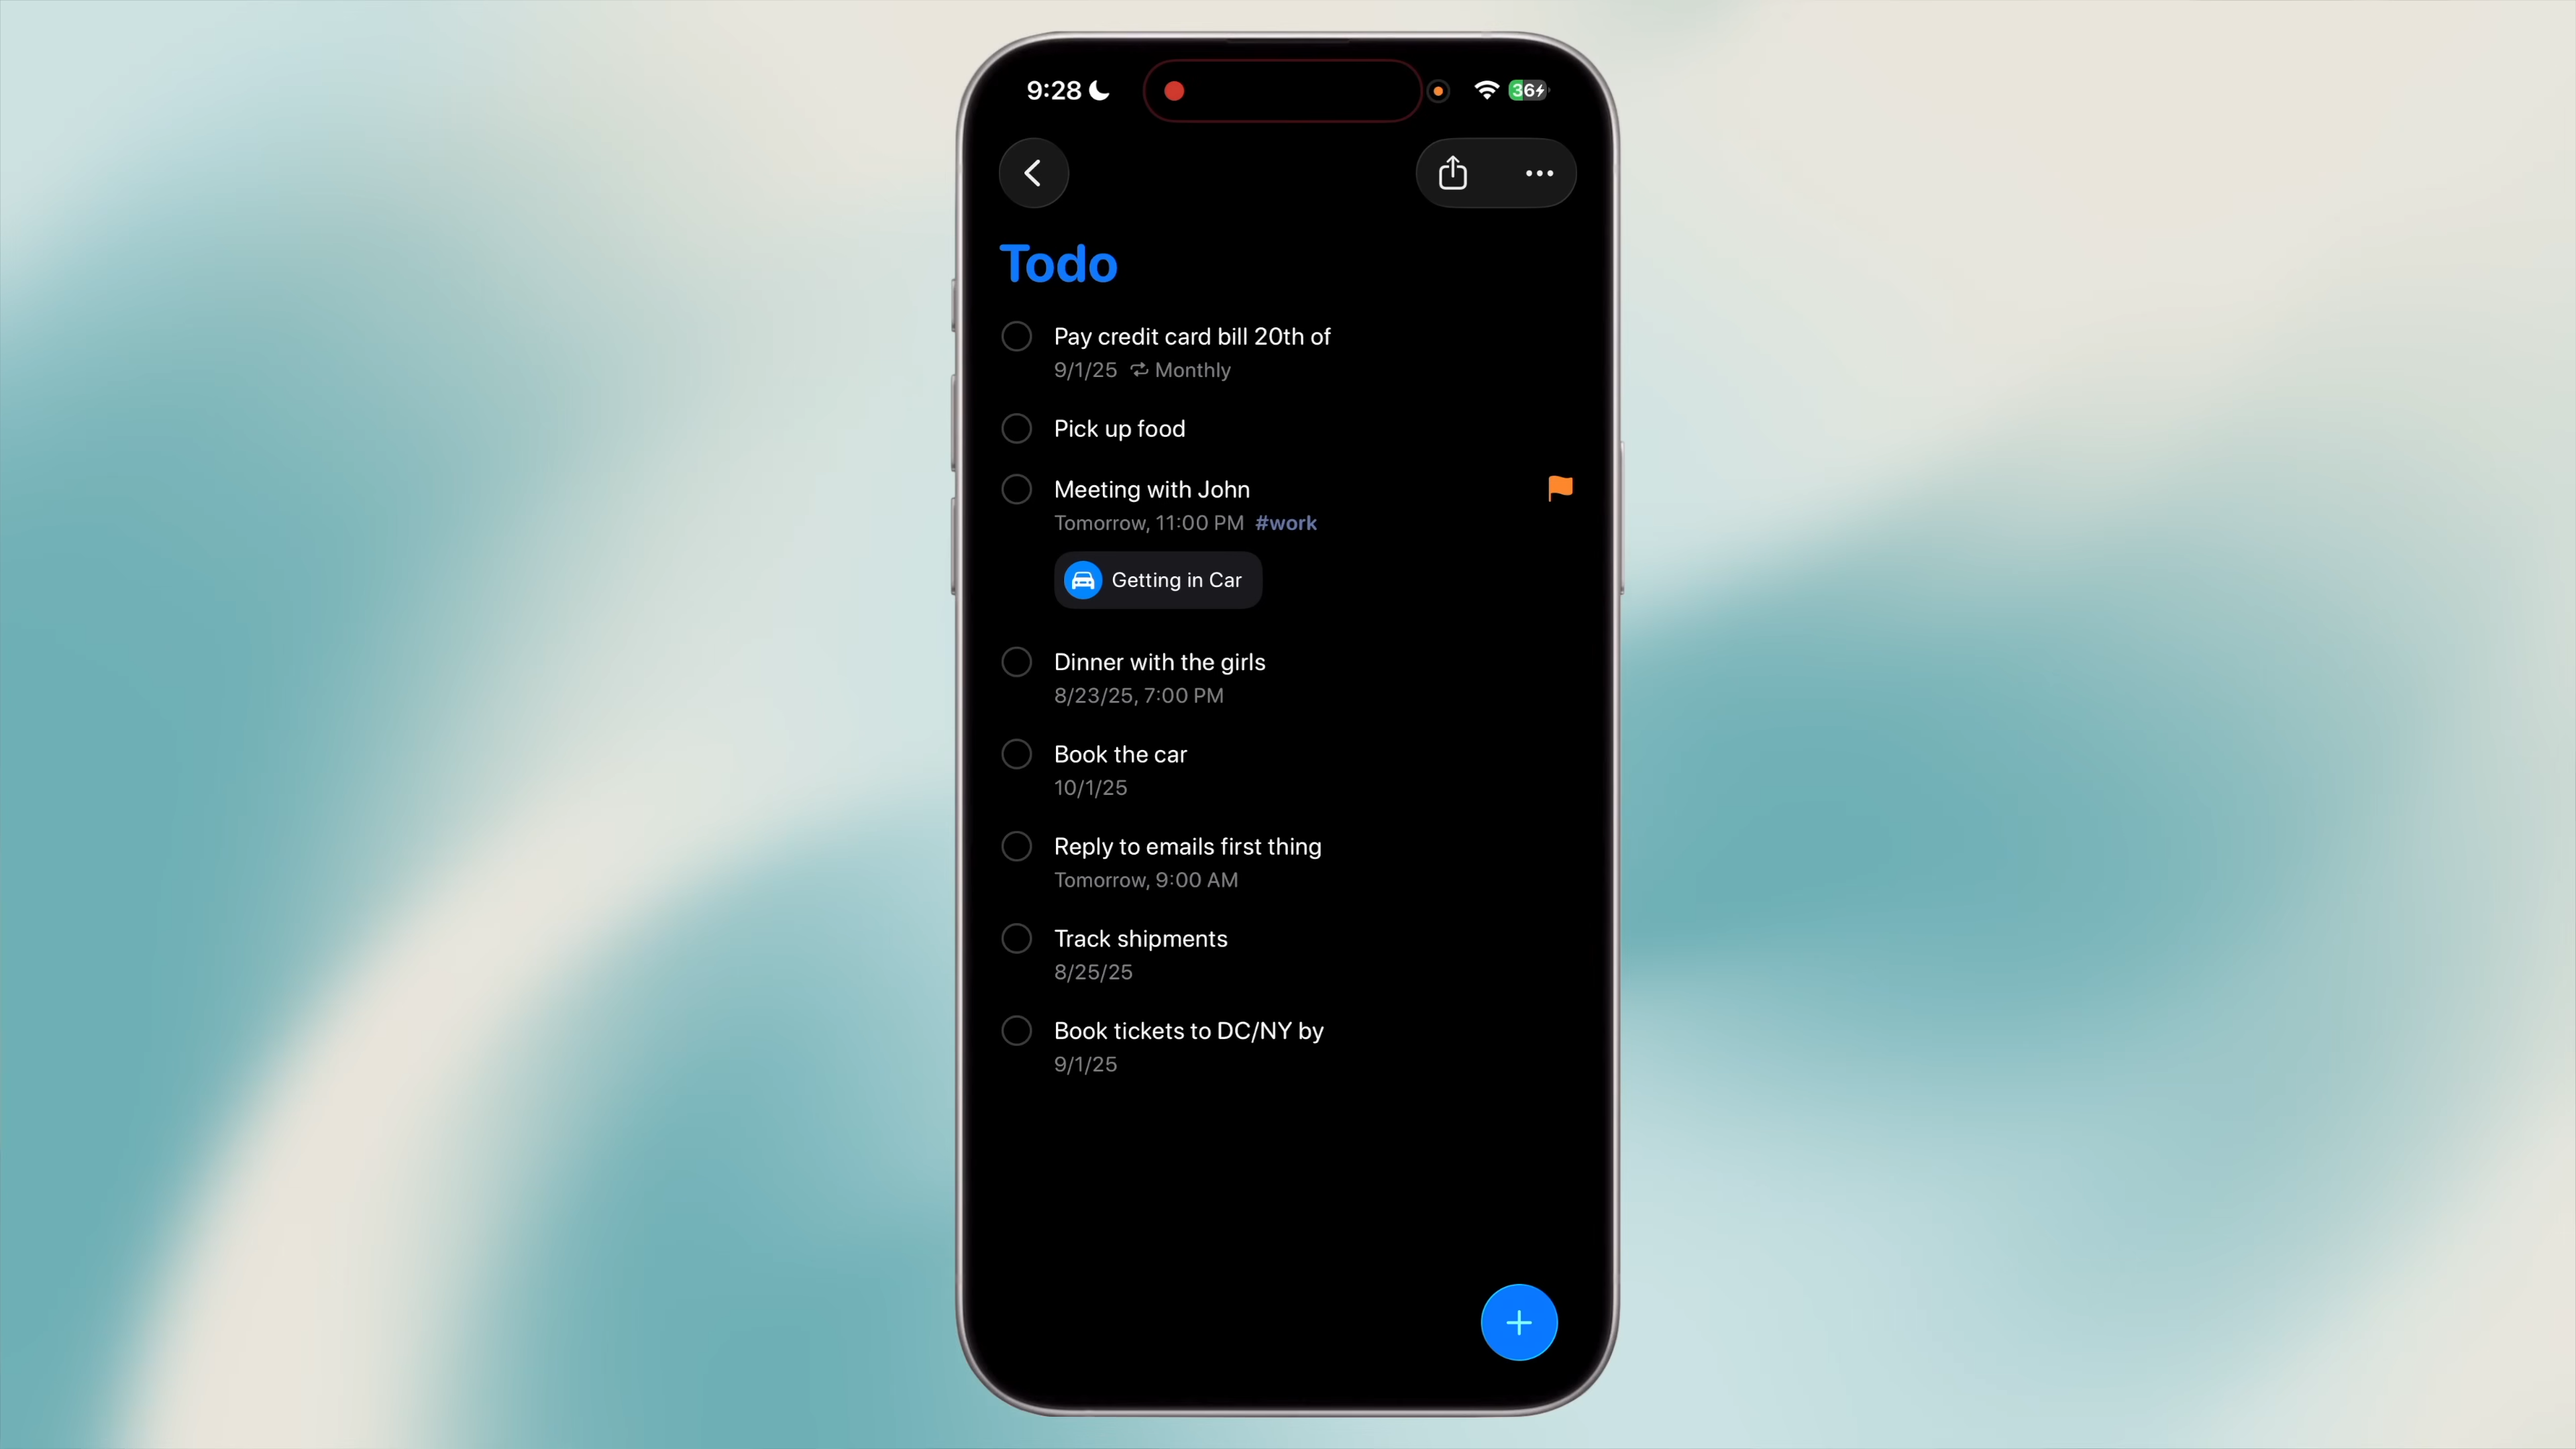 9:28
36
Todo
Pay credit card bill 20th of
9/1/25 Monthly
Pick up food
Meeting with John
Tomorrow, 11:00 PM #work
Getting in Car
Dinner with the girls
8/23/25, 7:00 PM
Book the car
10/1/25
Reply to emails first thing
Tomorrow, 9:00 AM
Track shipments
8/25/25
Book tickets to DC/NY by
9/1/25